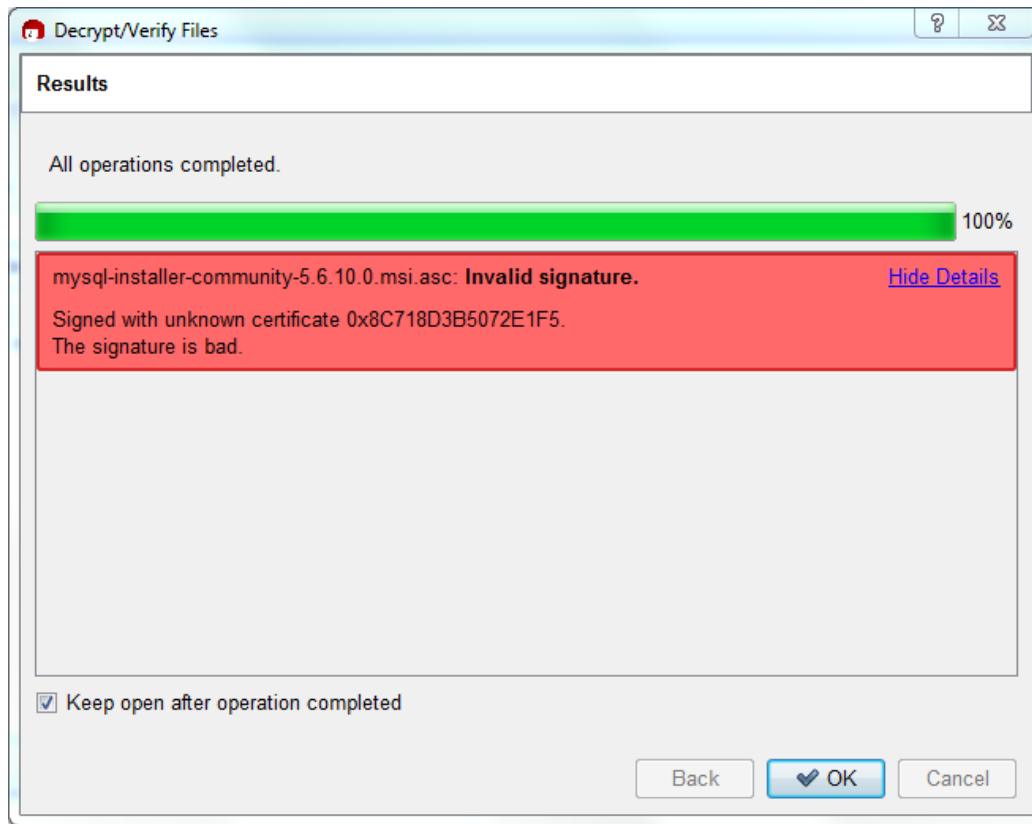 Decrypt/Verify Files
Results
All operations completed.
100%
mysql-installer-community-5.6.10.0.msi.asc: Invalid signature. Hide Details
Signed with unknown certificate 0x8C718D3B5072E1F5.
The signature is bad.
Keep open after operation completed
Back OK Cancel